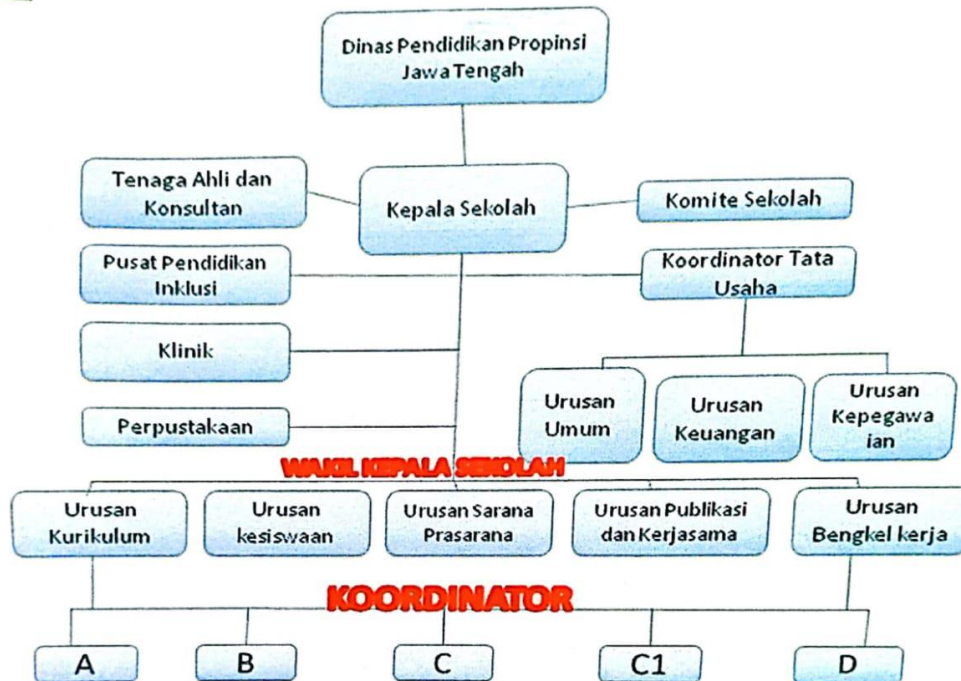 Dinas Pendidikan Propinsi
Jawa Tengah
Tenaga Ahli dan
Konsultan
Kepala Sekolah
Komite Sekolah
Pusat Pendidikan
Inklusi
Koordinator Tata
Usaha
Klinik
Perpustakaan
Urusan
Umum
Urusan
Keuangan
Urusan
Kepegawa
ian
WAKIL KEPALA SEKOLAH
Urusan
Kurikulum
Urusan
kesiswaan
Urusan Sarana
Prasarana
Urusan Publikasi
dan Kerjasama
Urusan
Bengkel kerja
KOORDINATOR
A
B
C
C1
D